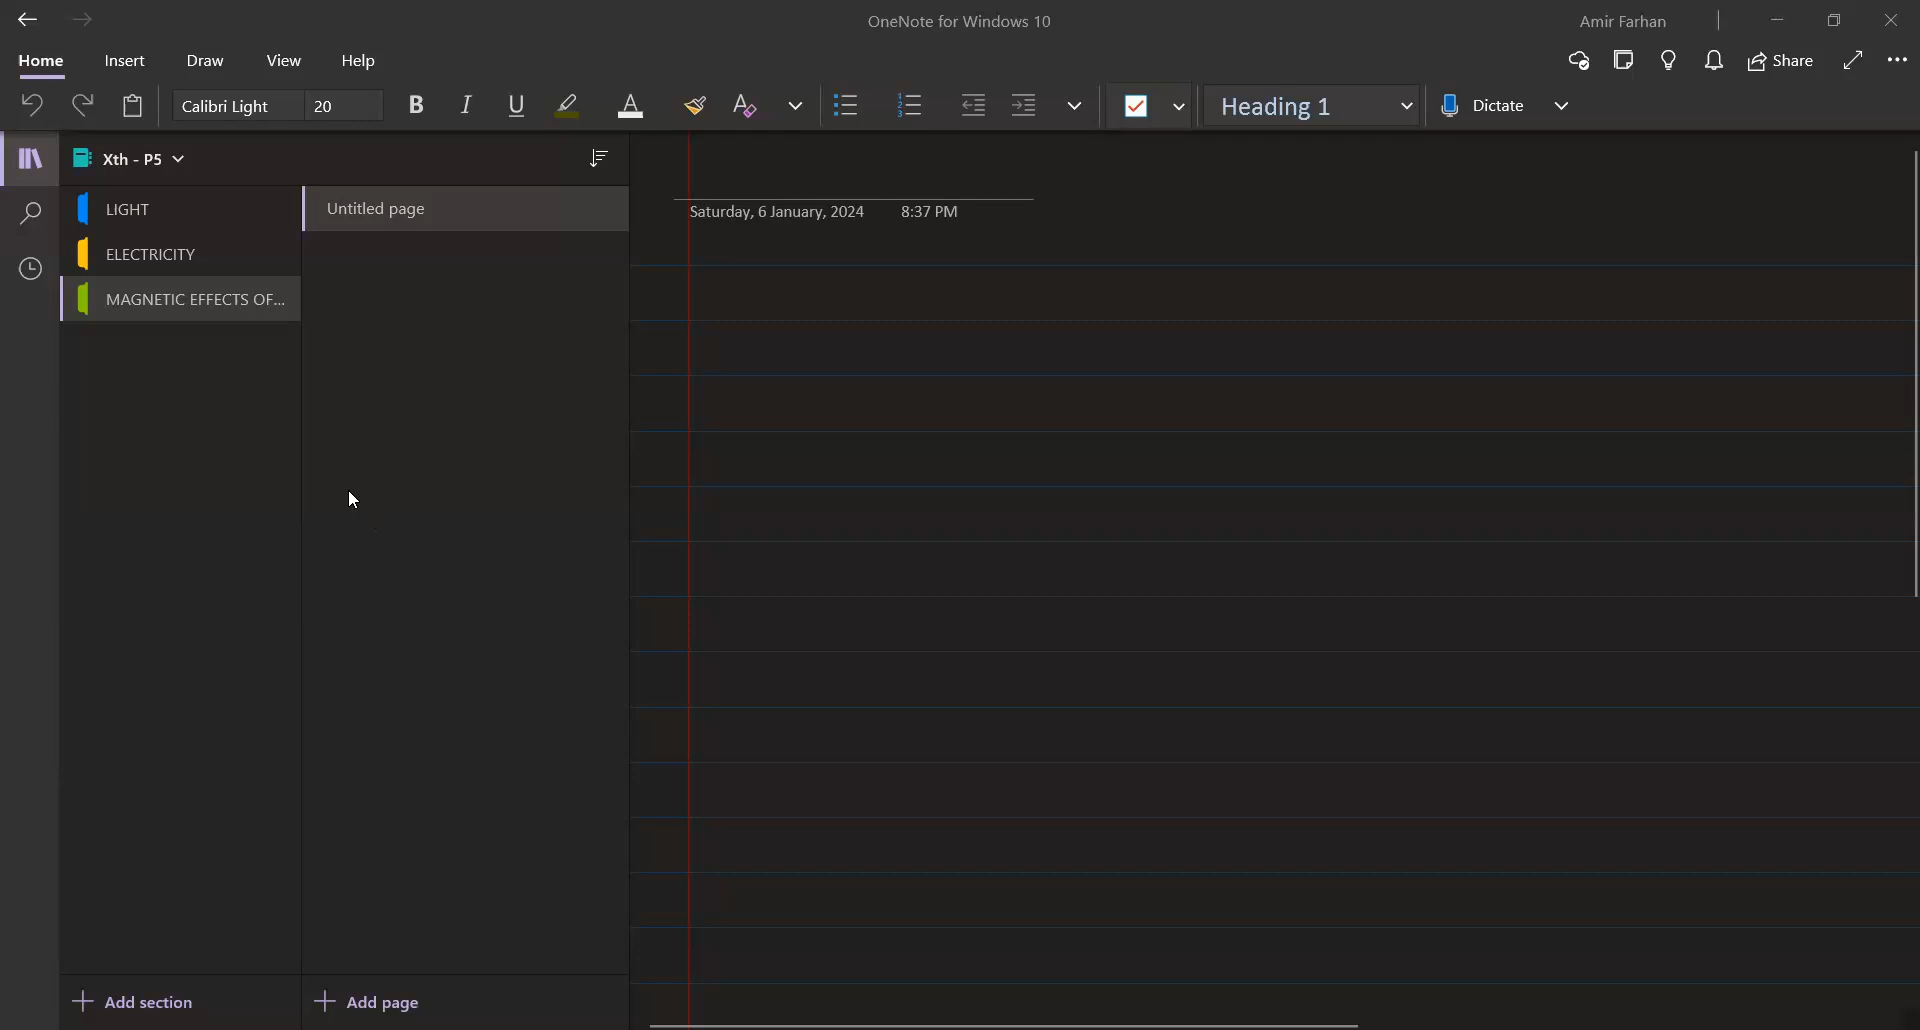 OneNote for Windows 10
Amir Farhan
Home Insert Draw View Help
Share
Calibri Light 20
B I U A A
Heading 1
Dictate
Xth - P5
LIGHT
ELECTRICITY
MAGNETIC EFFECTS OF...
Untitled page
Saturday, 6 January, 2024 8:37 PM
Add section
Add page